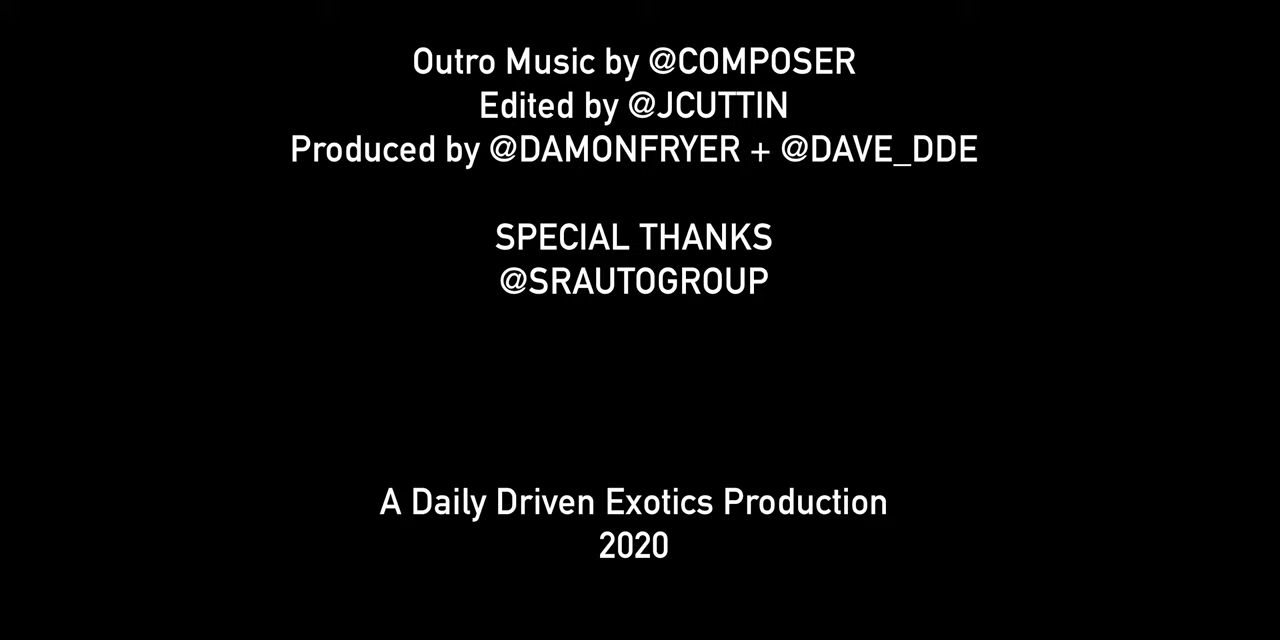 Outro Music by @COMPOSER
Edited by @JCUTTIN
Produced by @DAMONFRYER + @DAVE_DDE
SPECIAL THANKS
@SRAUTOGROUP
A Daily Driven Exotics Production
2020